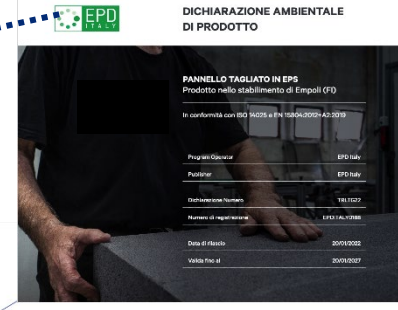 EPD
ITALY
DICHIARAZIONE AMBIENTALE
DI PRODOTTO
PANNELLO TAGLIATO IN EPS
Prodotto nello stabilimento di Empoli (FI)
In conformità con ISO 14025 e EN 15804:2012+A2:2019
Program Operator EPD Italy
Publisher EPD Italy
Dichiarazione Numero TBLTG22
Numero di registrazione EPDITALY0186
Data di rilascio 20/01/2022
Valida fino al 20/01/2027